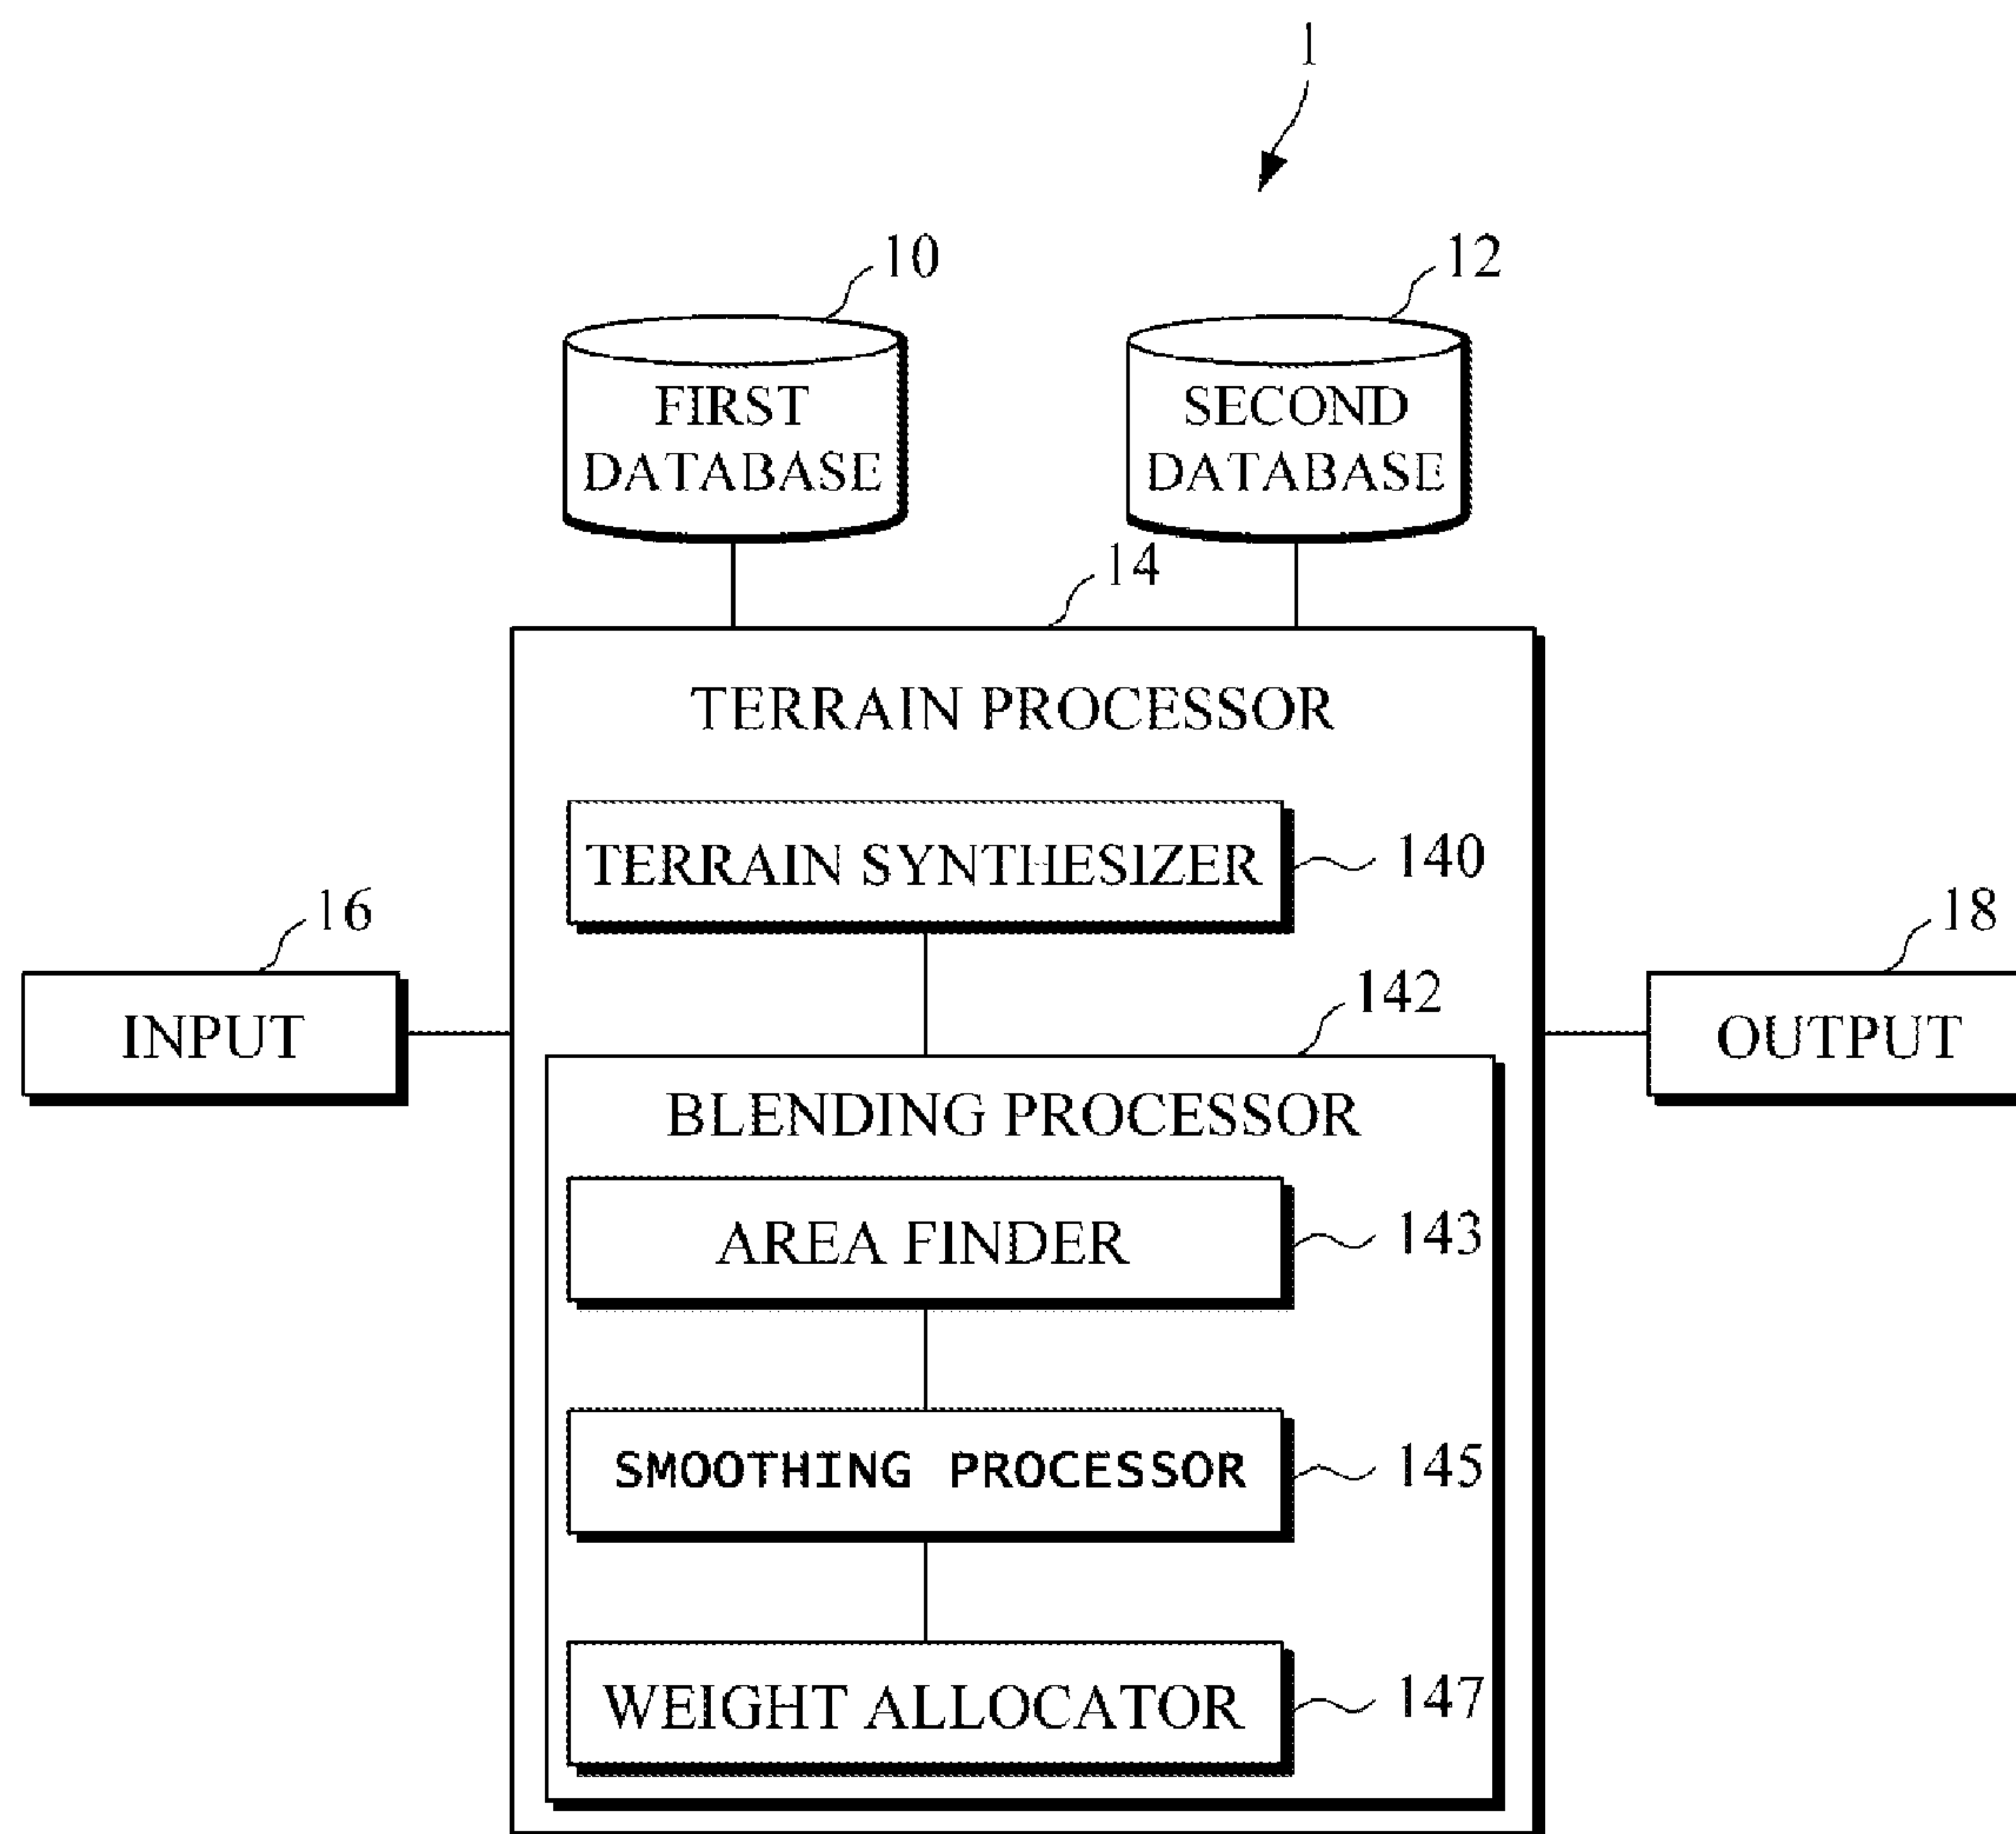 1
10
12
FIRST
DATABASE
SECOND
DATABASE
14
TERRAIN PROCESSOR
TERRAIN SYNTHESIZER
140
16
INPUT
18
OUTPUT
142
BLENDING PROCESSOR
AREA FINDER
143
SMOOTHING PROCESSOR
145
WEIGHT ALLOCATOR
147